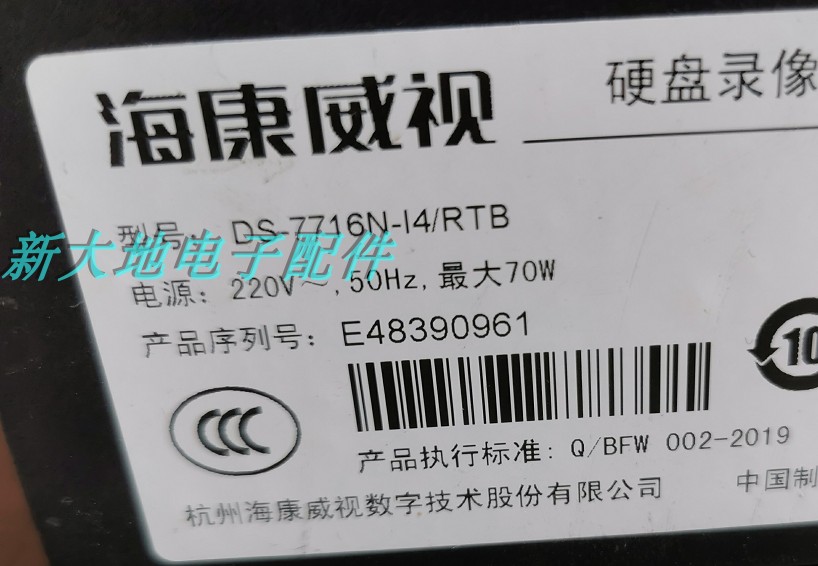 海康威视
硬盘录像
型号: DS-7716N-I4/RTB
新大地电子配件
电源: 220V～, 50Hz, 最大70W
产品序列号: E48390961
10
CCC
产品执行标准: Q/BFW 002-2019
杭州海康威视数字技术股份有限公司
中国制